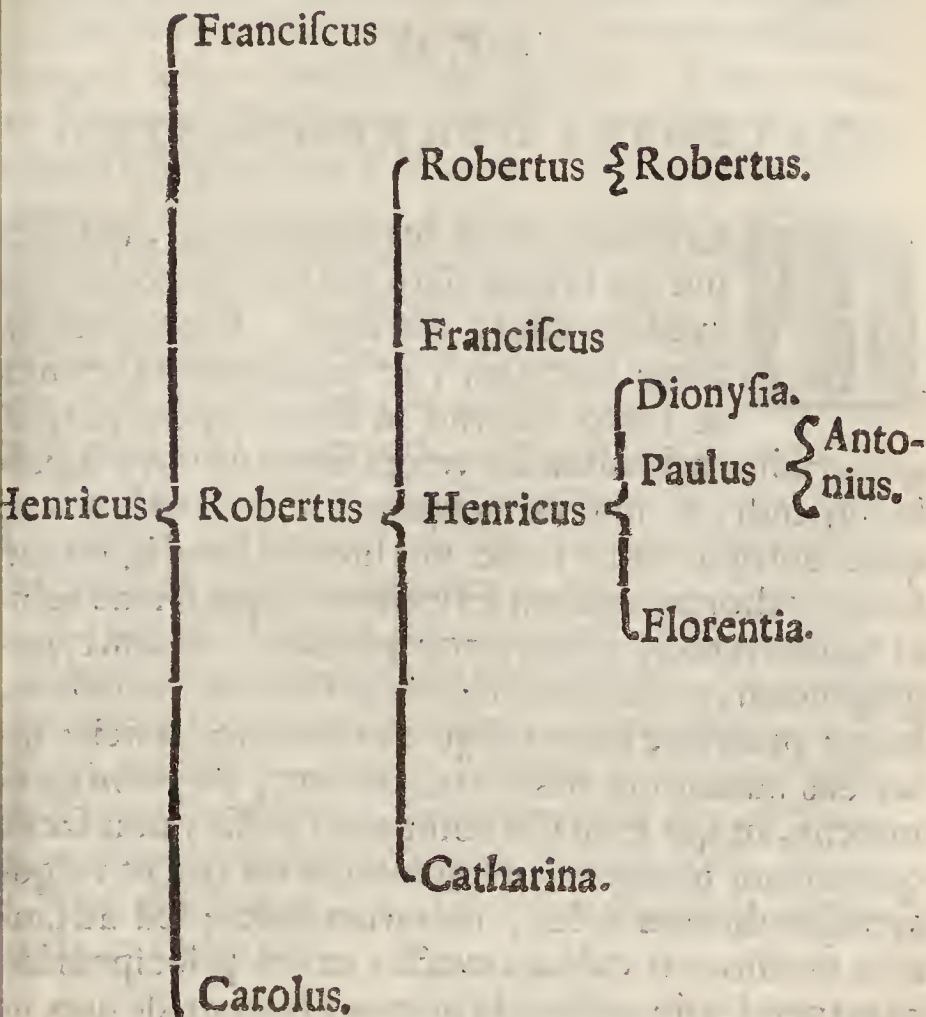 Franciſcus
Robertus Robertus.
Franciſcus
Dionyſia.
Paulus Anto-
nius.
Henricus Robertus Henricus
Florentia.
Catharina.
Carolus.